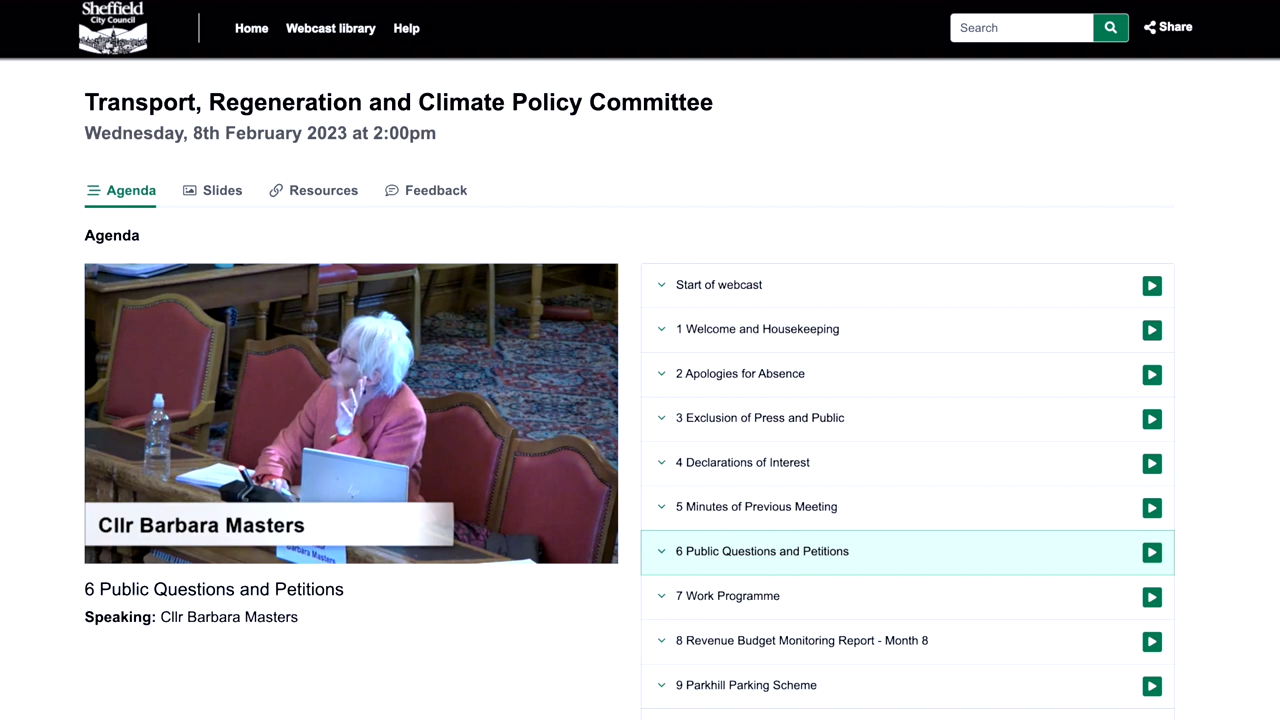 Sheffield
City Council
Home
Webcast library
Help
Search
Share
Transport, Regeneration and Climate Policy Committee
Wednesday, 8th February 2023 at 2:00pm
Agenda
Slides
Resources
Feedback
Agenda
Cllr Barbara Masters
Barbara Masters
6 Public Questions and Petitions
Speaking: Cllr Barbara Masters
Start of webcast
1 Welcome and Housekeeping
2 Apologies for Absence
3 Exclusion of Press and Public
4 Declarations of Interest
5 Minutes of Previous Meeting
6 Public Questions and Petitions
7 Work Programme
8 Revenue Budget Monitoring Report - Month 8
9 Parkhill Parking Scheme